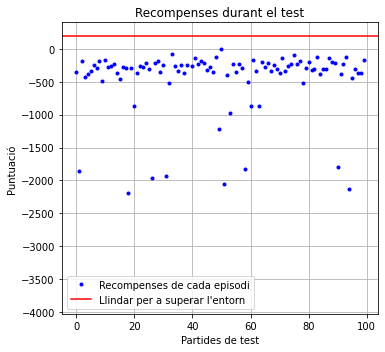 Recompenses durant el test
Puntuació
0
−500
−1000
−1500
−2000
−2500
−3000
−3500
−4000
Recompenses de cada episodi
Llindar per a superar l'entorn
0 20 40 60 80 100
Partides de test